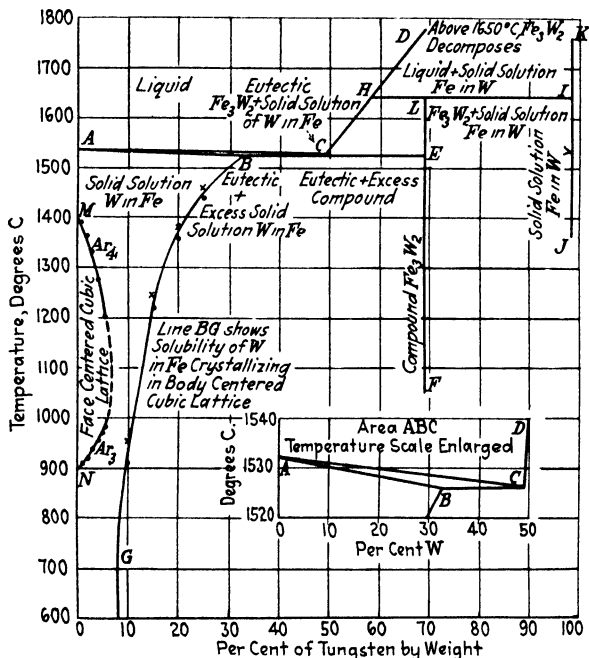 1800
1700
1600
1500
1400
1300
1200
1100
1000
900
800
700
600
Temperature, Degrees C
D
Above 1650°C, Fe3W2
Decomposes
K
Liquid
Eutectic
Fe3W2+Solid Solution
of W in Fe
H
Liquid+Solid Solution
Fe in W
I
L
Fe3W2+Solid Solution
Fe in W
A
C
B
E
Solid Solution
W in Fe
Eutectic
+
Excess Solid
Solution W in Fe
Eutectic+Excess
Compound
Solid Solution
Fe in W
J
M
Ar4
Face Centered Cubic
Lattice
Compound Fe3W2
Line BG shows
Solubility of W
in Fe Crystallizing
in Body Centered
Cubic Lattice
F
Ar3
N
G
Area ABC
Temperature Scale Enlarged
Degrees C.
1540
1530
1520
A
B
C
D
0 10 20 30 40 50
Per Cent W
0 10 20 30 40 50 60 70 80 90 100
Per Cent of Tungsten by Weight